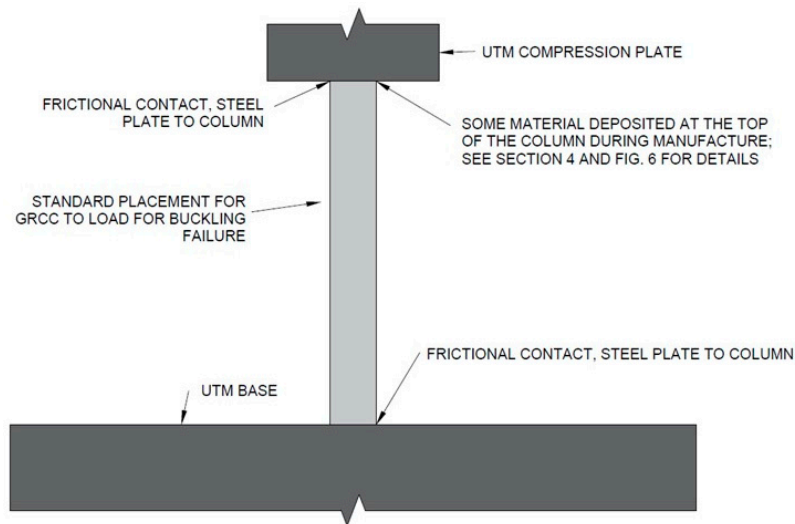 UTM COMPRESSION PLATE
FRICTIONAL CONTACT, STEEL
PLATE TO COLUMN
SOME MATERIAL DEPOSITED AT THE TOP
OF THE COLUMN DURING MANUFACTURE;
SEE SECTION 4 AND FIG. 6 FOR DETAILS
STANDARD PLACEMENT FOR
GRCC TO LOAD FOR BUCKLING
FAILURE
FRICTIONAL CONTACT, STEEL PLATE TO COLUMN
UTM BASE